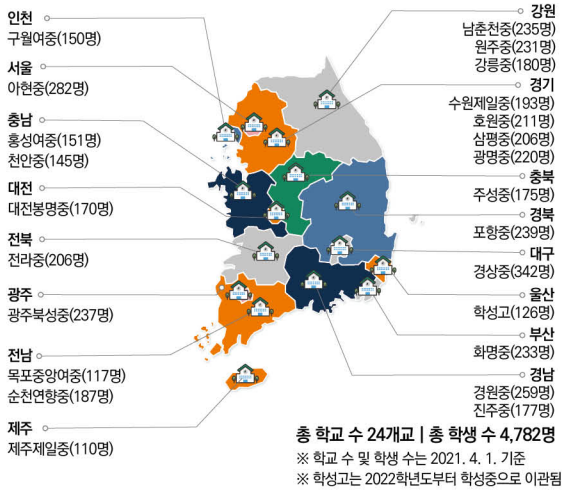 인천
구월여중(150명)
서울
아현중(282명)
충남
홍성여중(151명)
천안중(145명)
대전
대전봉명중(170명)
전북
전라중(206명)
광주
광주북성중(237명)
전남
목포중앙여중(117명)
순천연향중(187명)
제주
제주제일중(110명)
강원
남춘천중(235명)
원주중(231명)
강릉중(180명)
경기
수원제일중(193명)
호원중(211명)
삼평중(206명)
광명중(220명)
충북
주성중(175명)
경북
포항중(239명)
대구
경상중(342명)
울산
학성고(126명)
부산
화명중(233명)
경남
경원중(259명)
진주중(177명)
총 학교 수 24개교 | 총 학생 수 4,782명
※ 학교 수 및 학생 수는 2021. 4. 1. 기준
※ 학성고는 2022학년도부터 학성중으로 이관됨